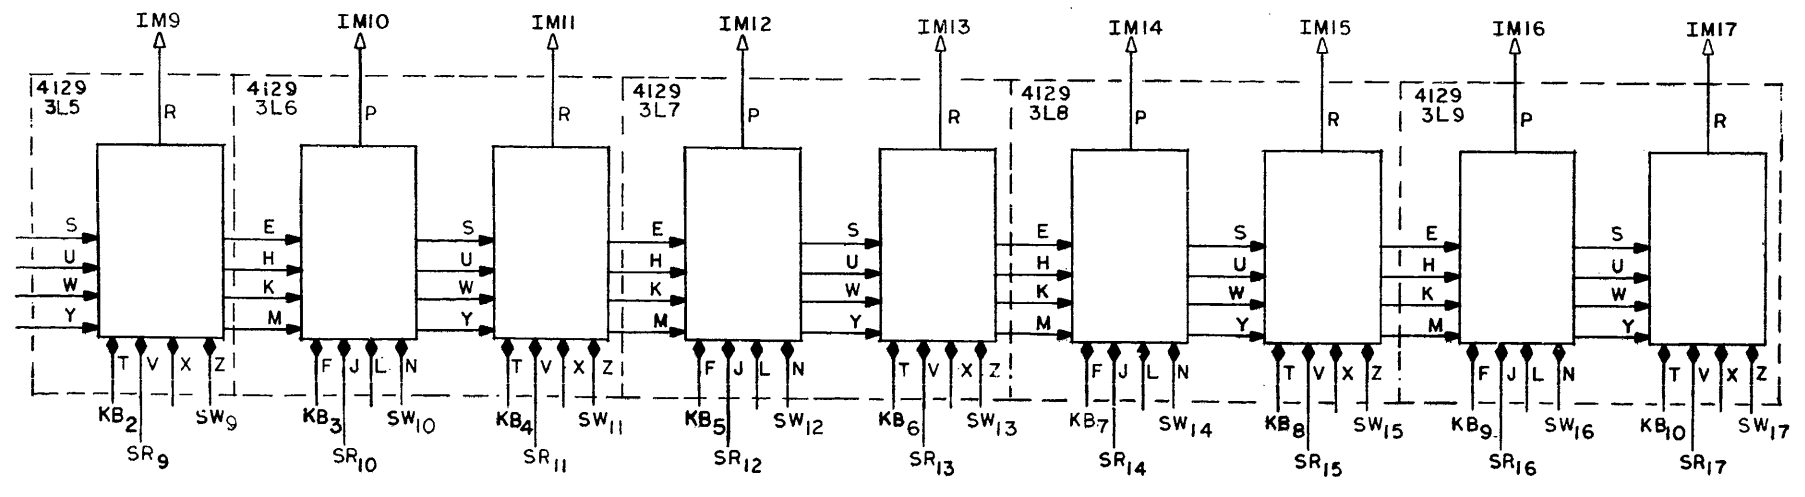 IM9 IM10 IM11 IM12 IM13 IM14 IM15 IM16 IM17
4129 4129 4129 4129 4129
3L5 3L6 3L7 3L8 3L9
R P R P R P R P R
S E S E S E S E S
U H U H U H U H U
W K W K W K W K W
Y M Y M Y M Y M Y
T V X Z F J L N T V X Z F J L N T V X Z F J L N T V X Z F J L N T V X Z
KB2 SW9 KB3 SW10 KB4 SW11 KB5 SW12 KB6 SW13 KB7 SW14 KB8 SW15 KB9 SW16 KB10 SW17
SR9 SR10 SR11 SR12 SR13 SR14 SR15 SR16 SR17